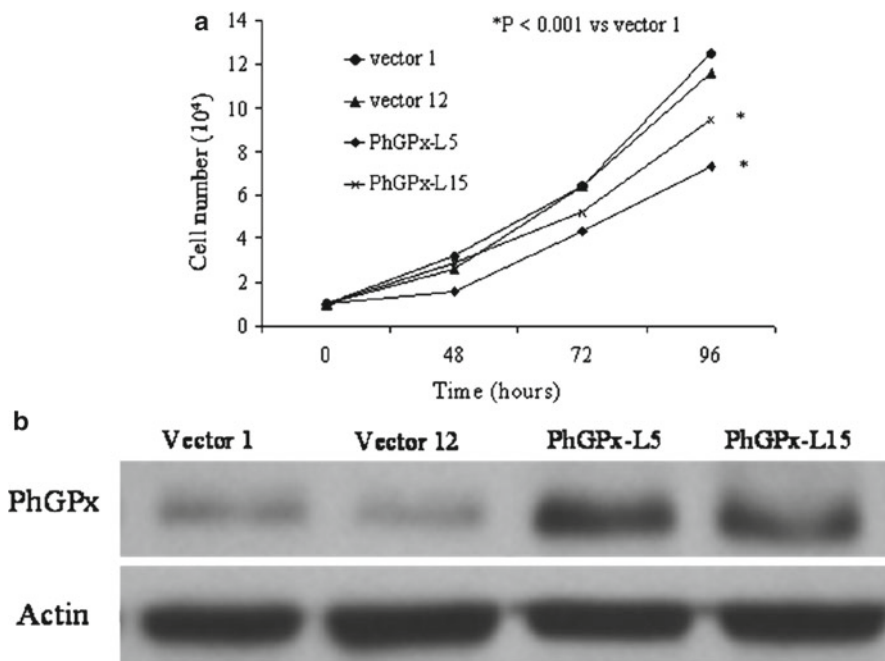 a
*P < 0.001 vs vector 1
14
12
10
8
6
4
2
0
Cell number (10⁴)
vector 1
vector 12
PhGPx-L5
PhGPx-L15
*
*
0 48 72 96
Time (hours)
b
Vector 1 Vector 12 PhGPx-L5 PhGPx-L15
PhGPx
Actin